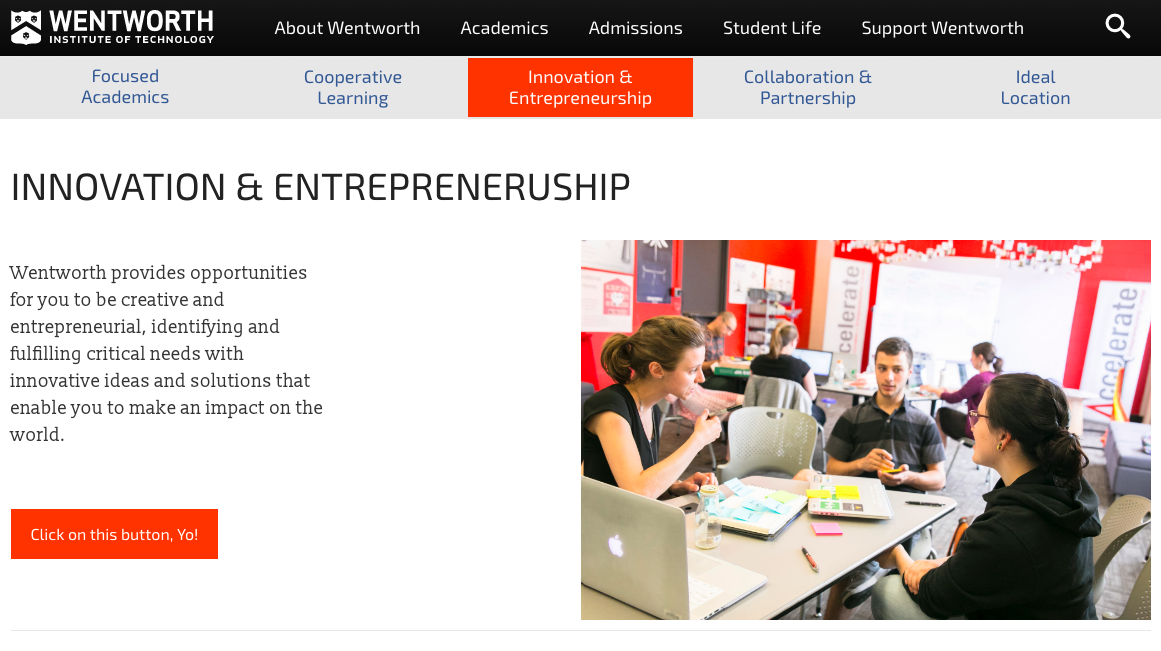 WENTWORTH
INSTITUTE OF TECHNOLOGY
About Wentworth
Academics
Admissions
Student Life
Support Wentworth
Focused
Academics
Cooperative
Learning
Innovation &
Entrepreneurship
Collaboration &
Partnership
Ideal
Location
INNOVATION & ENTREPRENERUSHIP
Wentworth provides opportunities
for you to be creative and
entrepreneurial, identifying and
fulfilling critical needs with
innovative ideas and solutions that
enable you to make an impact on the
world.
celerate
ccelerate
Click on this button, Yo!